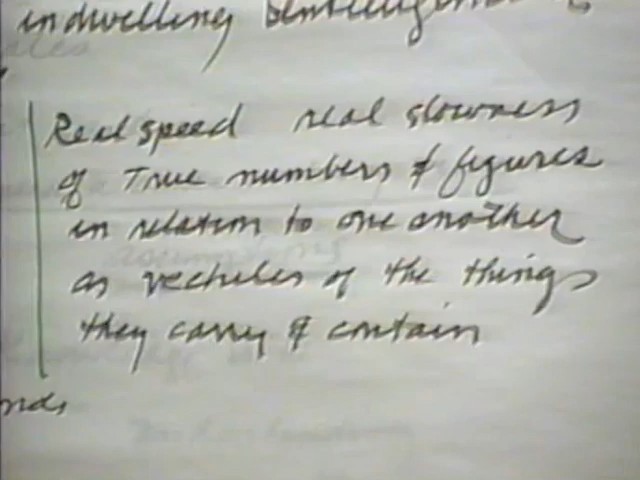 indwelling
Real speed real slowness
of True numbers & figures
in relation to one another
as vechiles of the things
they carry & contain
nds